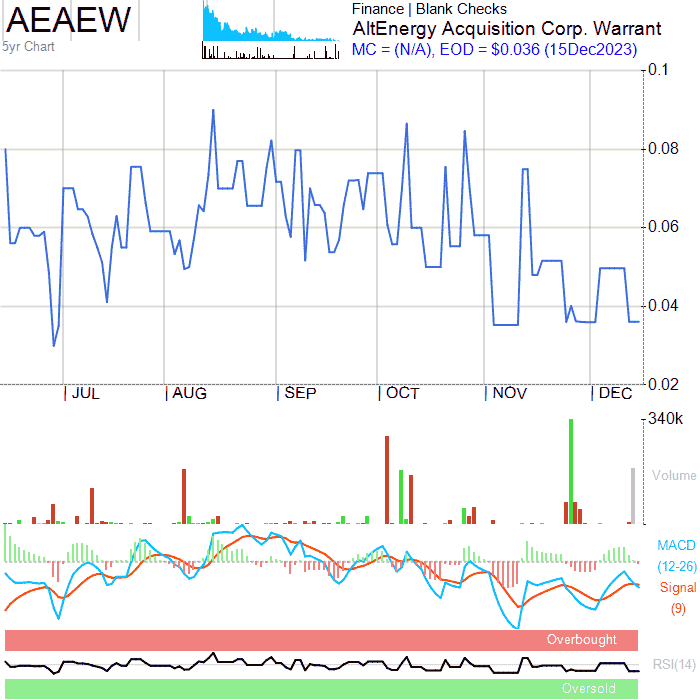 AEAEW
5yr Chart
Finance | Blank Checks
AltEnergy Acquisition Corp. Warrant
MC = (N/A), EOD = $0.036 (15Dec2023)
0.1
0.08
0.06
0.04
0.02
JUL AUG SEP OCT NOV DEC
340k
Volume
MACD
(12-26)
Signal
(9)
Overbought
RSI(14)
Oversold